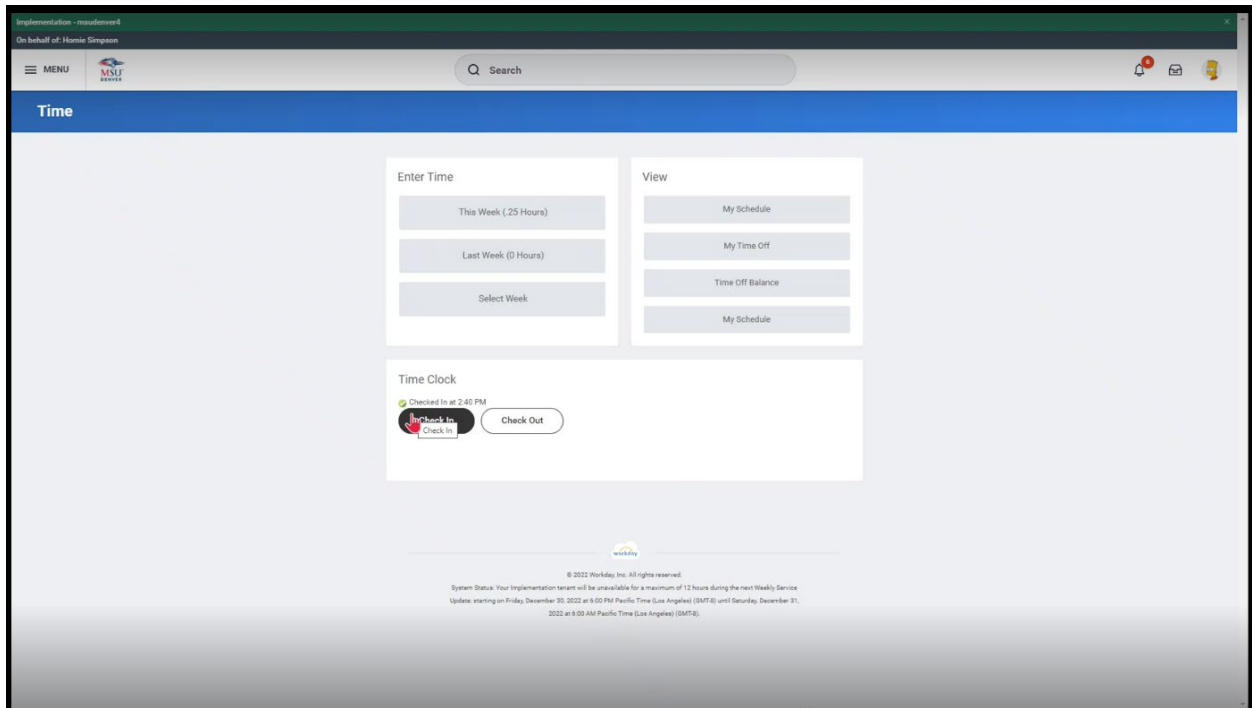 Implementation - msudenver4
On behalf of: Homie Simpson
MENU
MSU
DENVER
Search
Time
Enter Time
This Week (.25 Hours)
Last Week (0 Hours)
Select Week
View
My Schedule
My Time Off
Time Off Balance
My Schedule
Time Clock
Checked In at 2:40 PM
Check In
Check Out
Check In
workday
© 2022 Workday, Inc. All rights reserved.
System Status: Your Implementation tenant will be unavailable for a maximum of 12 hours during the next Weekly Service
Update: starting on Friday, December 30, 2022 at 6:00 PM Pacific Time (Los Angeles) (GMT-8) until Saturday, December 31,
2022 at 6:00 AM Pacific Time (Los Angeles) (GMT-8).